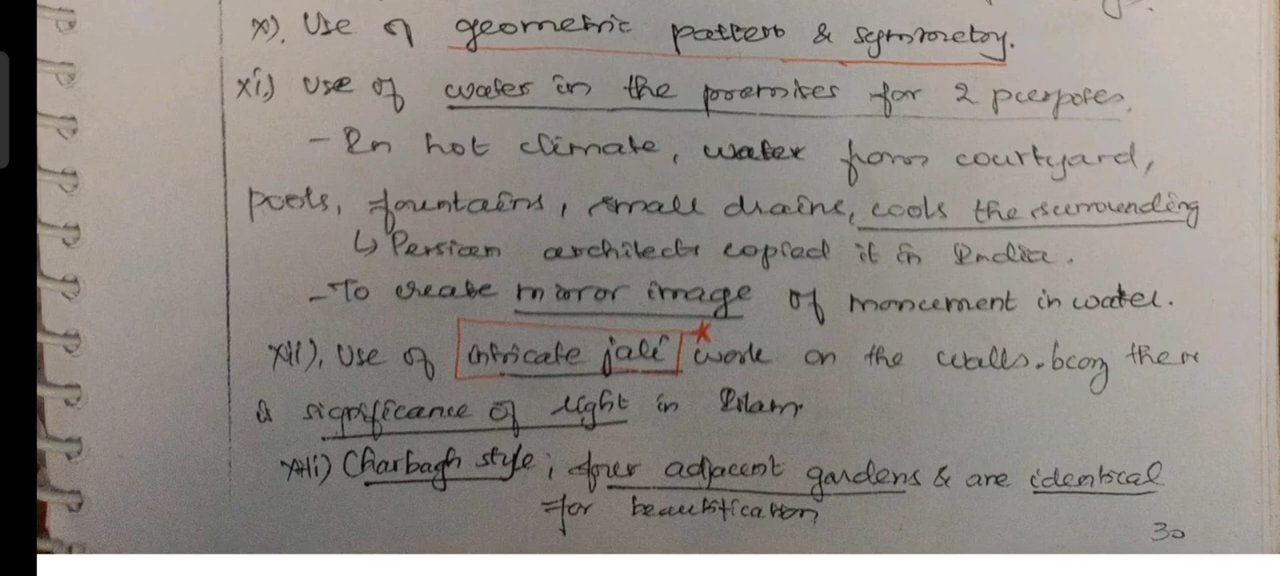 x). Use of geometric pattern & symmetry.
xi) Use of water in the premises for 2 purposes.
- In hot climate, water from courtyard,
pools, fountains, small drains, cools the surrounding
↳ Persian architects copied it in India.
- To create mirror image of monument in water.
xii). Use of intricate jali* work on the walls. bcoz there
is significance of light in Islam
xiii) Charbagh style; four adjacent gardens & are identical
for beautification
30